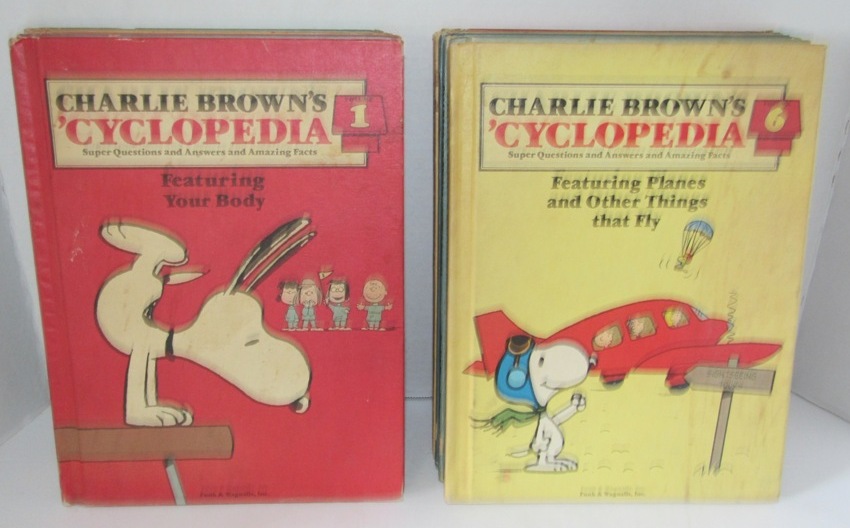 CHARLIE BROWN'S
'CYCLOPEDIA
1
Super Questions and Answers and Amazing Facts
Featuring
Your Body
Funk & Wagnalls, Inc.
CHARLIE BROWN'S
'CYCLOPEDIA
6
Super Questions and Answers and Amazing Facts
Featuring Planes
and Other Things
that Fly
Funk & Wagnalls, Inc.